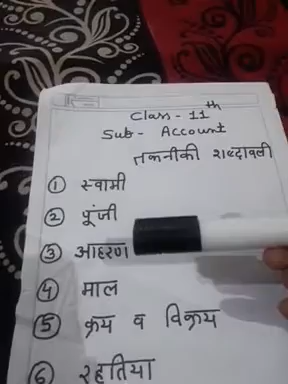 Class - 11th
Sub - Account
तकनीकी शब्दावली
① स्वामी
② पूंजी
③ आहरण
④ माल
⑤ क्रय व विक्रय
⑥ रहतिया